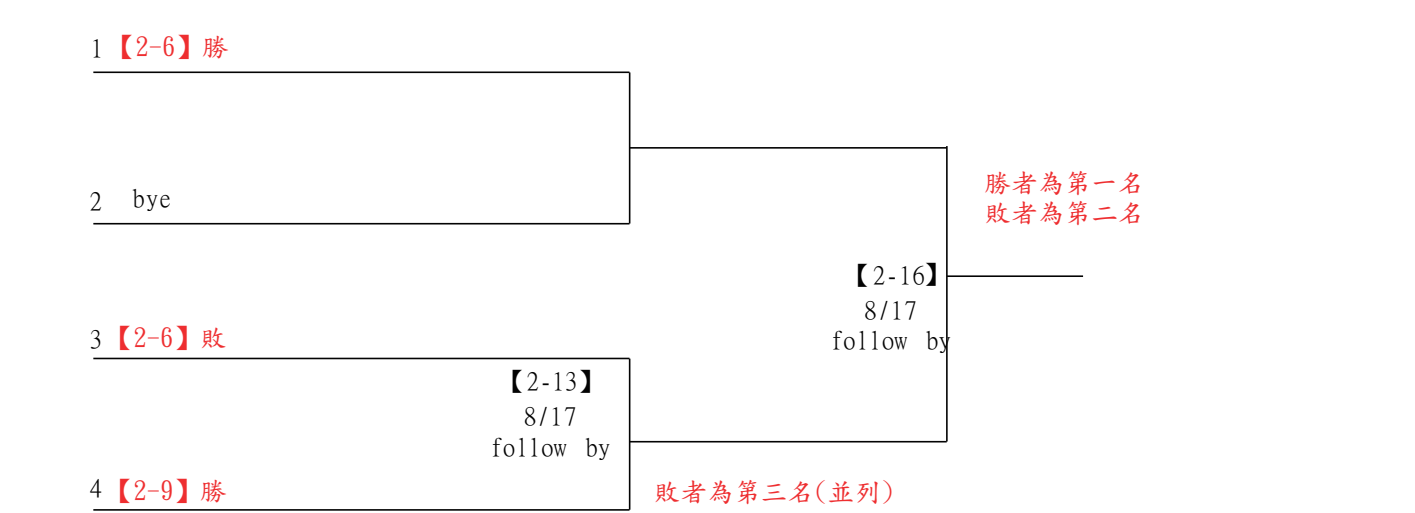 1【2-6】勝
2 bye
勝者為第一名
敗者為第二名
【2-16】
8/17
follow by
3【2-6】敗
【2-13】
8/17
follow by
4【2-9】勝
敗者為第三名(並列)